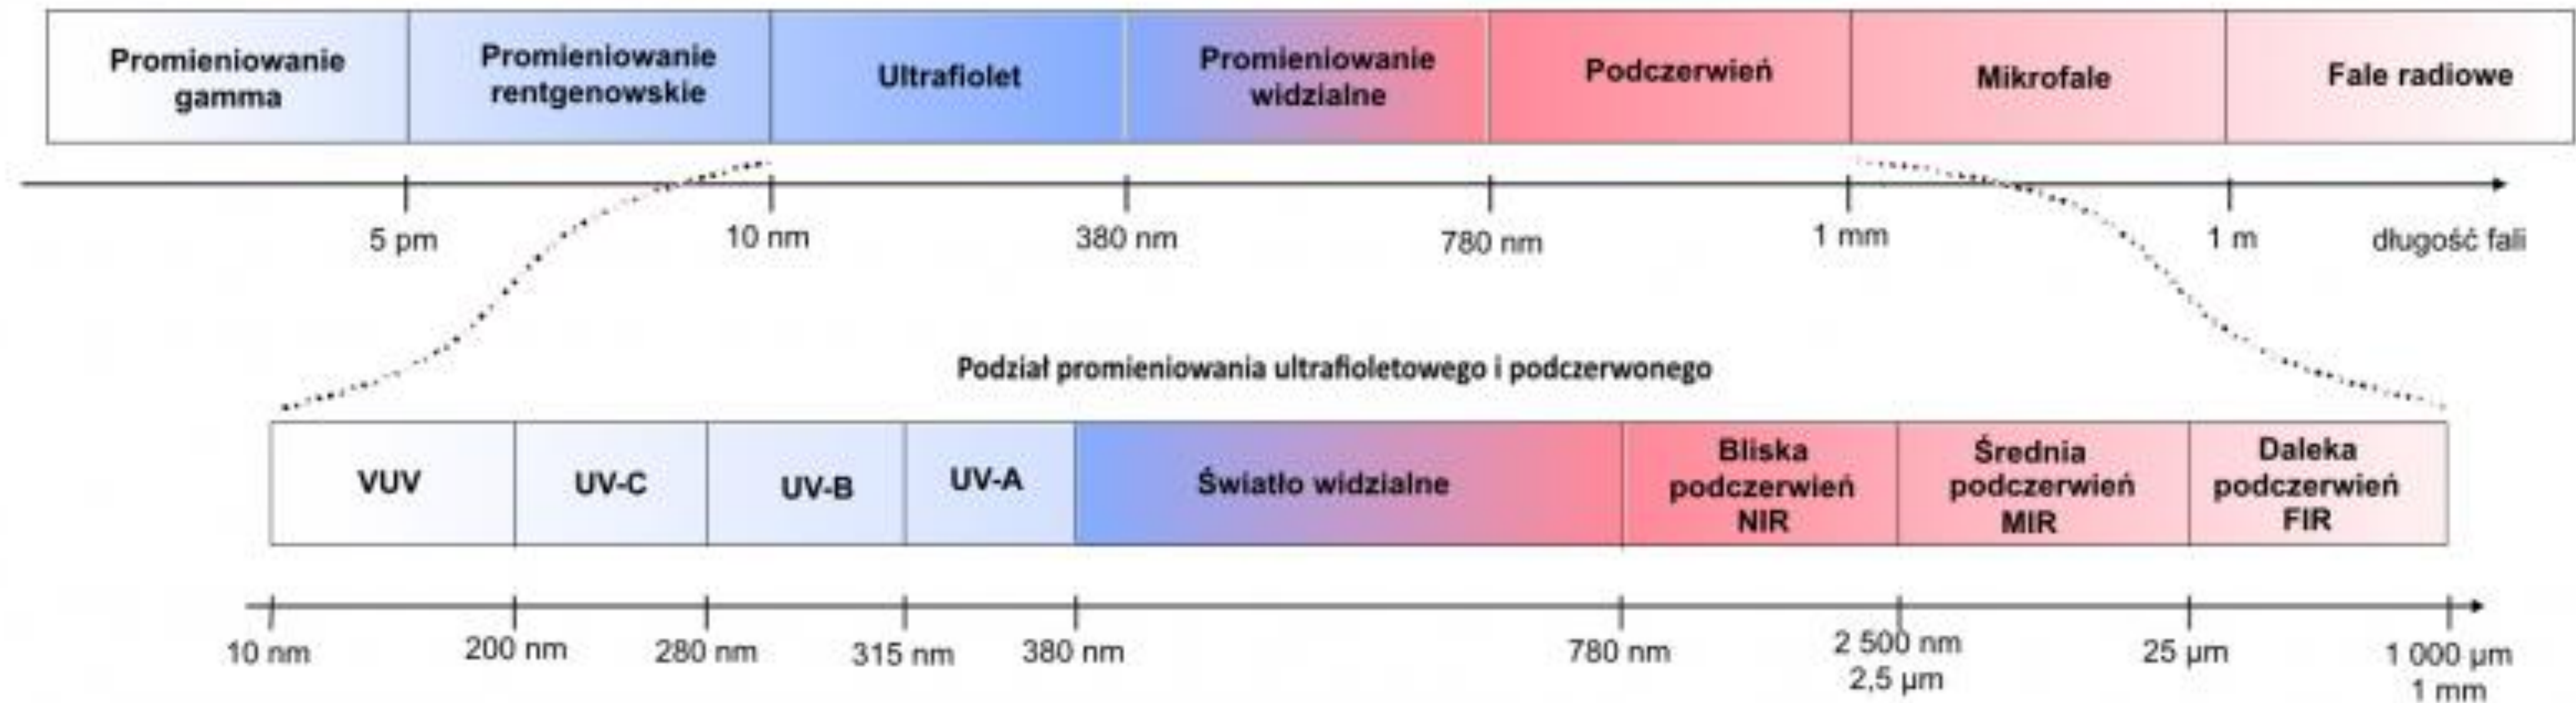 Promieniowanie
gamma
Promieniowanie
rentgenowskie
Ultrafiolet
Promieniowanie
widzialne
Podczerwień
Mikrofale
Fale radiowe
5 pm
10 nm
380 nm
780 nm
1 mm
1 m
długość fali
Podział promieniowania ultrafioletowego i podczerwonego
VUV
UV-C
UV-B
UV-A
Światło widzialne
Bliska
podczerwień
NIR
Średnia
podczerwień
MIR
Daleka
podczerwień
FIR
10 nm
200 nm
280 nm
315 nm
380 nm
780 nm
2 500 nm
2,5 µm
25 µm
1 000 µm
1 mm